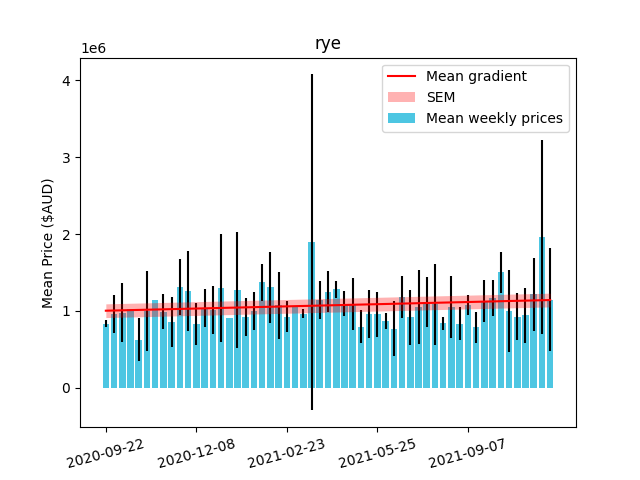 rye
1e6
Mean gradient
SEM
Mean weekly prices
Mean Price ($AUD)
4
3
2
1
0
2020-09-22
2020-12-08
2021-02-23
2021-05-25
2021-09-07